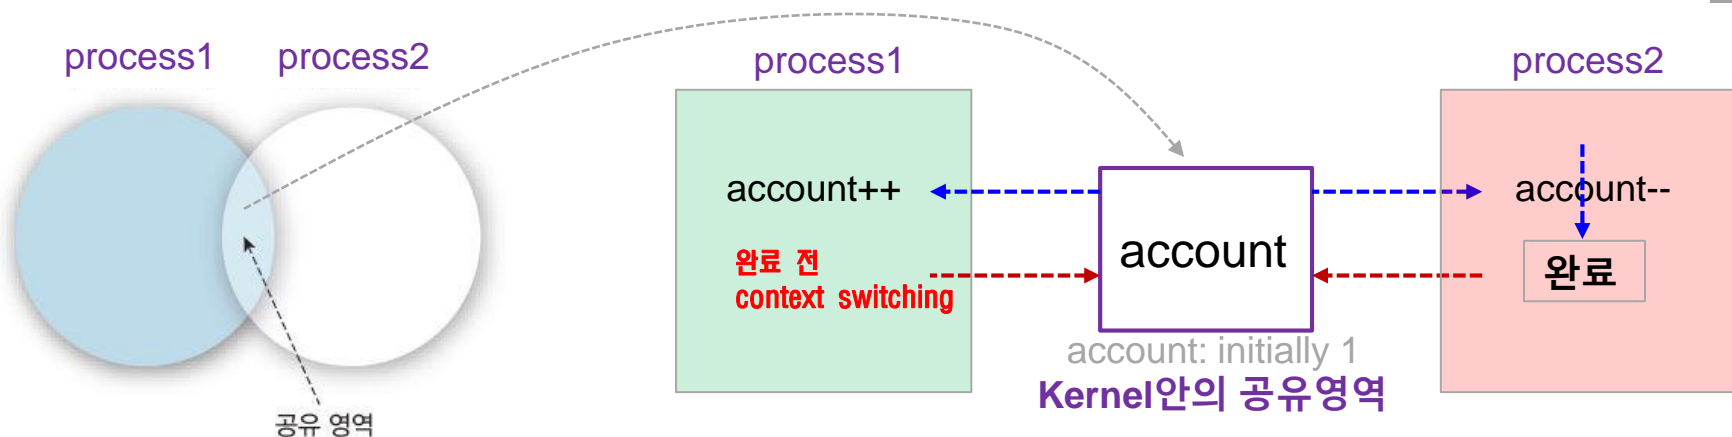 process1
process2
공유 영역
process1
account++
완료 전
context switching
account
account: initially 1
Kernel안의 공유영역
process2
account--
완료